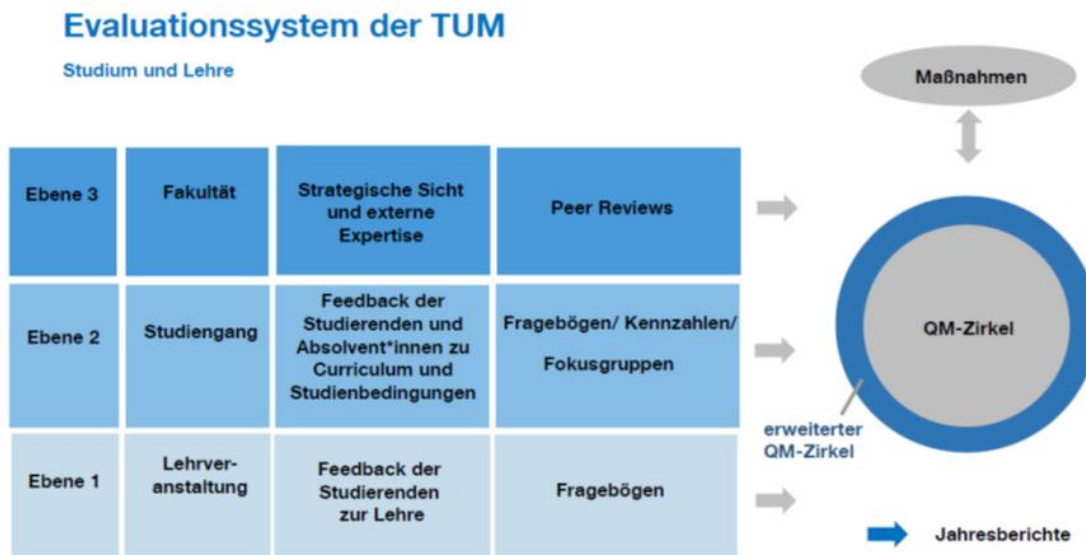 Evaluationssystem der TUM
Studium und Lehre
Maßnahmen
Ebene 3
Fakultät
Strategische Sicht
und externe
Expertise
Peer Reviews
Ebene 2
Studiengang
Feedback der
Studierenden und
Absolvent*innen zu
Curriculum und
Studienbedingungen
Fragebögen/ Kennzahlen/
Fokusgruppen
QM-Zirkel
erweiterter
QM-Zirkel
Ebene 1
Lehrver-
anstaltung
Feedback der
Studierenden
zur Lehre
Fragebögen
Jahresberichte